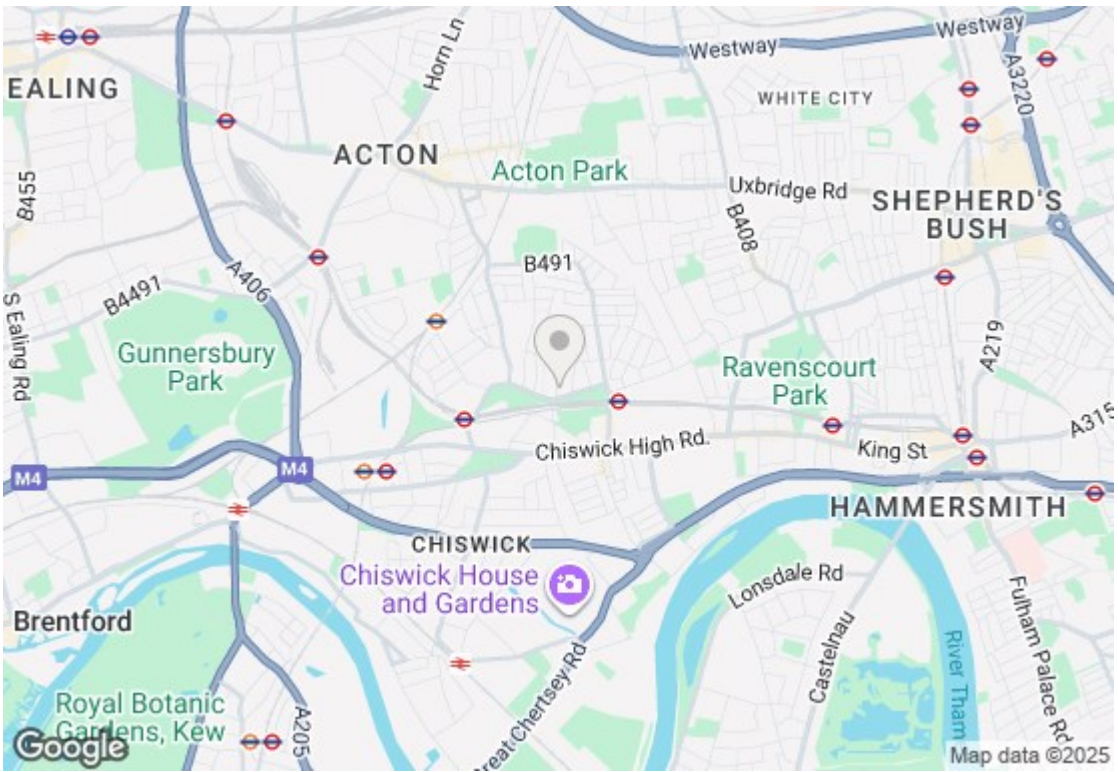 Westway
Westway
A3220
Horn Ln
EALING
WHITE CITY
ACTON
Acton Park
Uxbridge Rd
B455
SHEPHERD'S
BUSH
B408
B491
A406
B4491
S Ealing Rd
Gunnersbury
Park
A219
Ravenscourt
Park
A315
Chiswick High Rd.
King St
M4
M4
HAMMERSMITH
CHISWICK
Chiswick House
and Gardens
Lonsdale Rd
Brentford
Castelnau
River Tham
Fulham Palace Rd
Great Chertsey Rd
Royal Botanic
Gardens, Kew
A205
Google
Map data ©2025